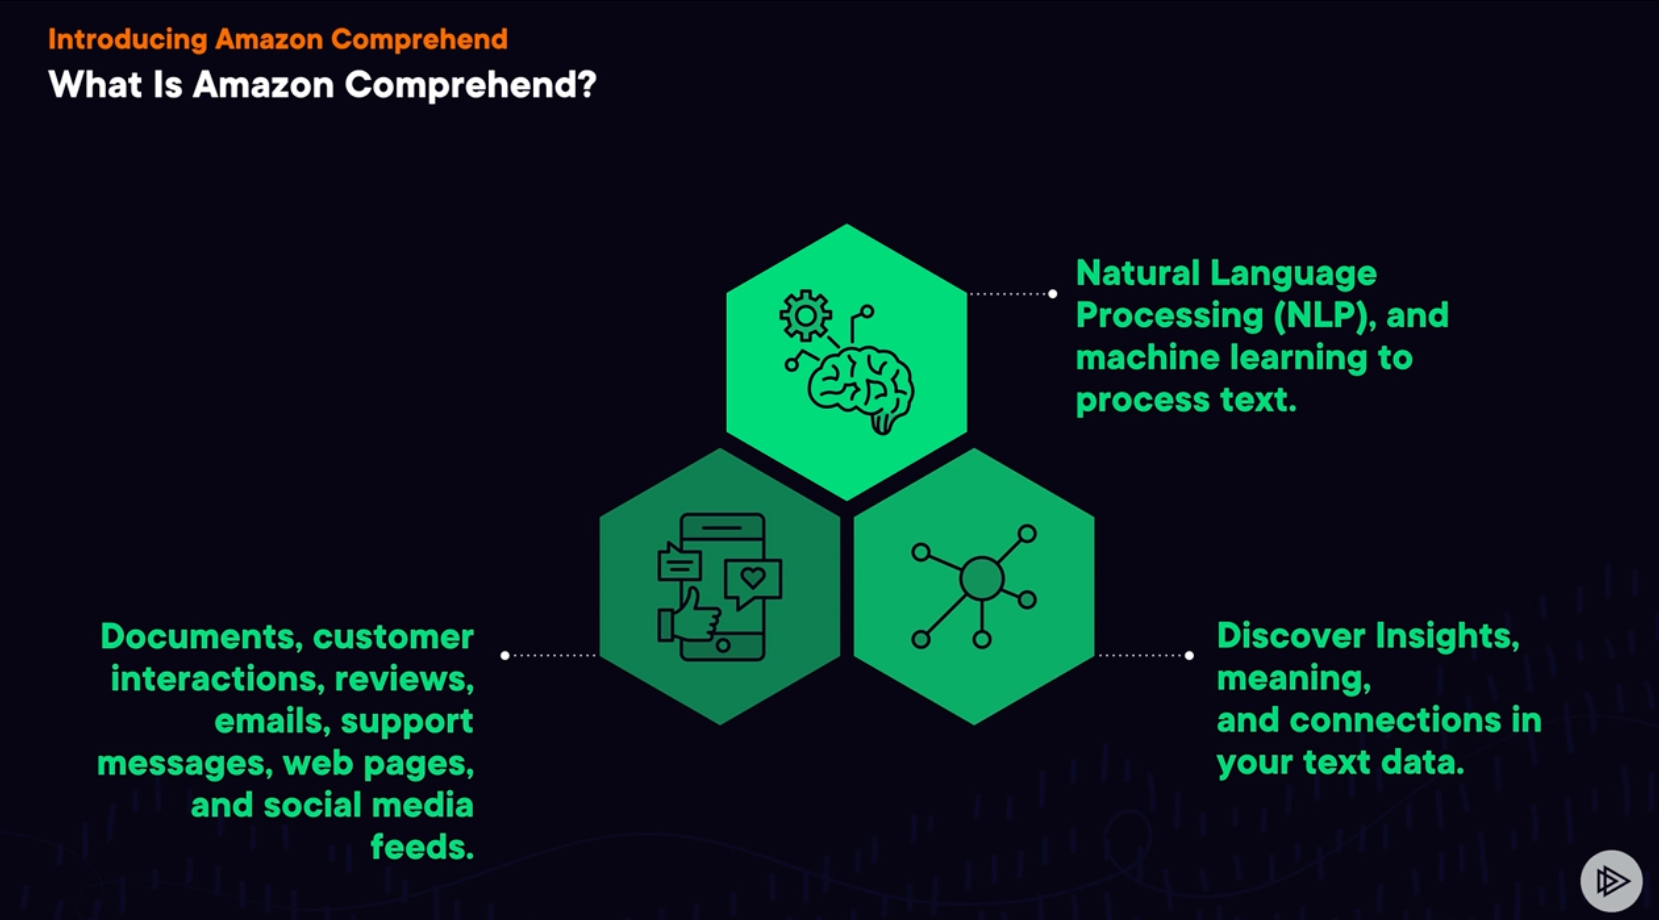 Introducing Amazon Comprehend
What Is Amazon Comprehend?
Natural Language
Processing (NLP), and
machine learning to
process text.
Documents, customer
interactions, reviews,
emails, support
messages, web pages,
and social media
feeds.
Discover Insights,
meaning,
and connections in
your text data.